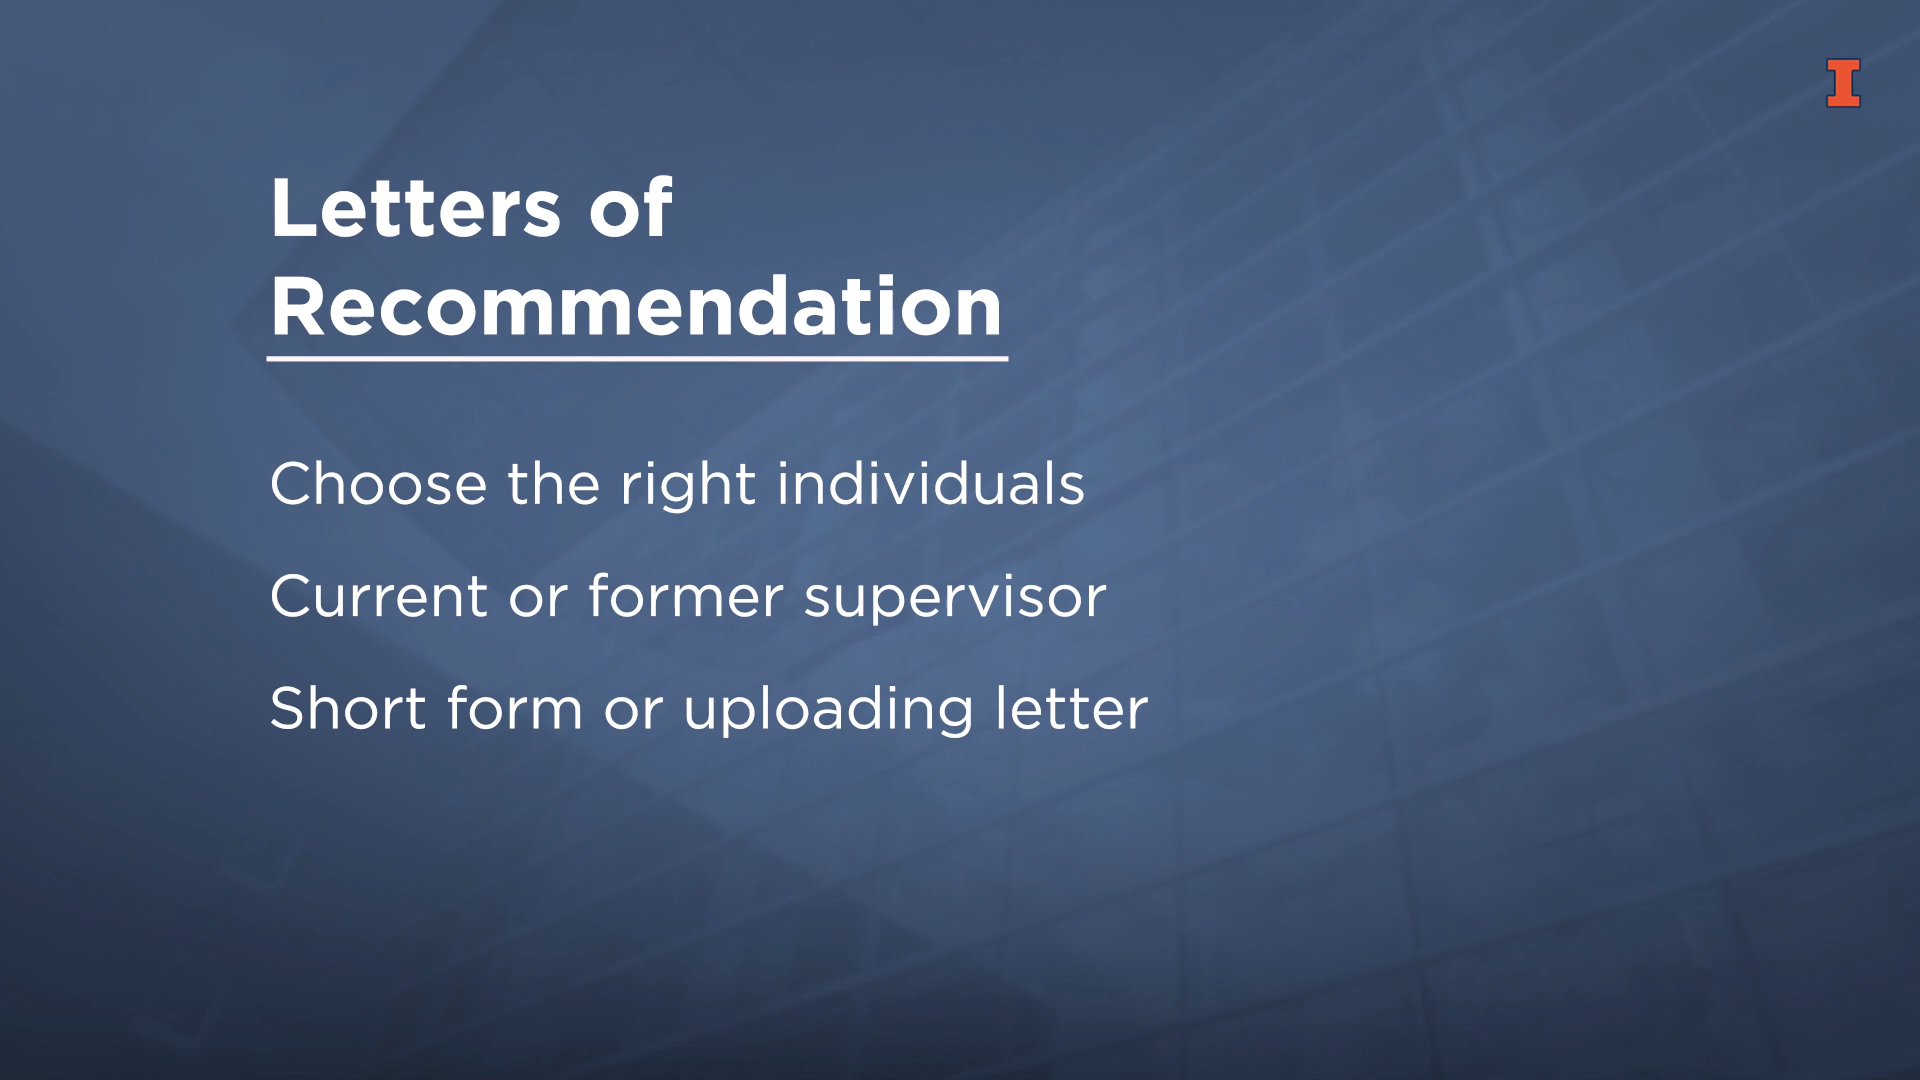 I
Letters of
Recommendation
Choose the right individuals
Current or former supervisor
Short form or uploading letter